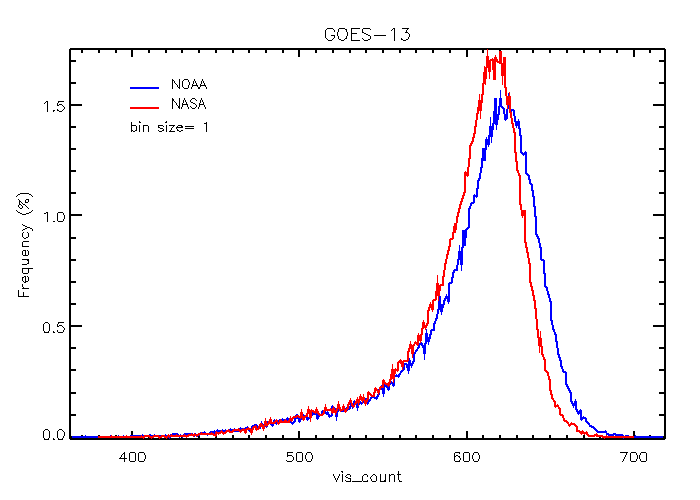 GOES-13
NOAA
NASA
bin size= 1
Frequency (%)
1.5
1.0
0.5
0.0
400 500 600 700
vis_count